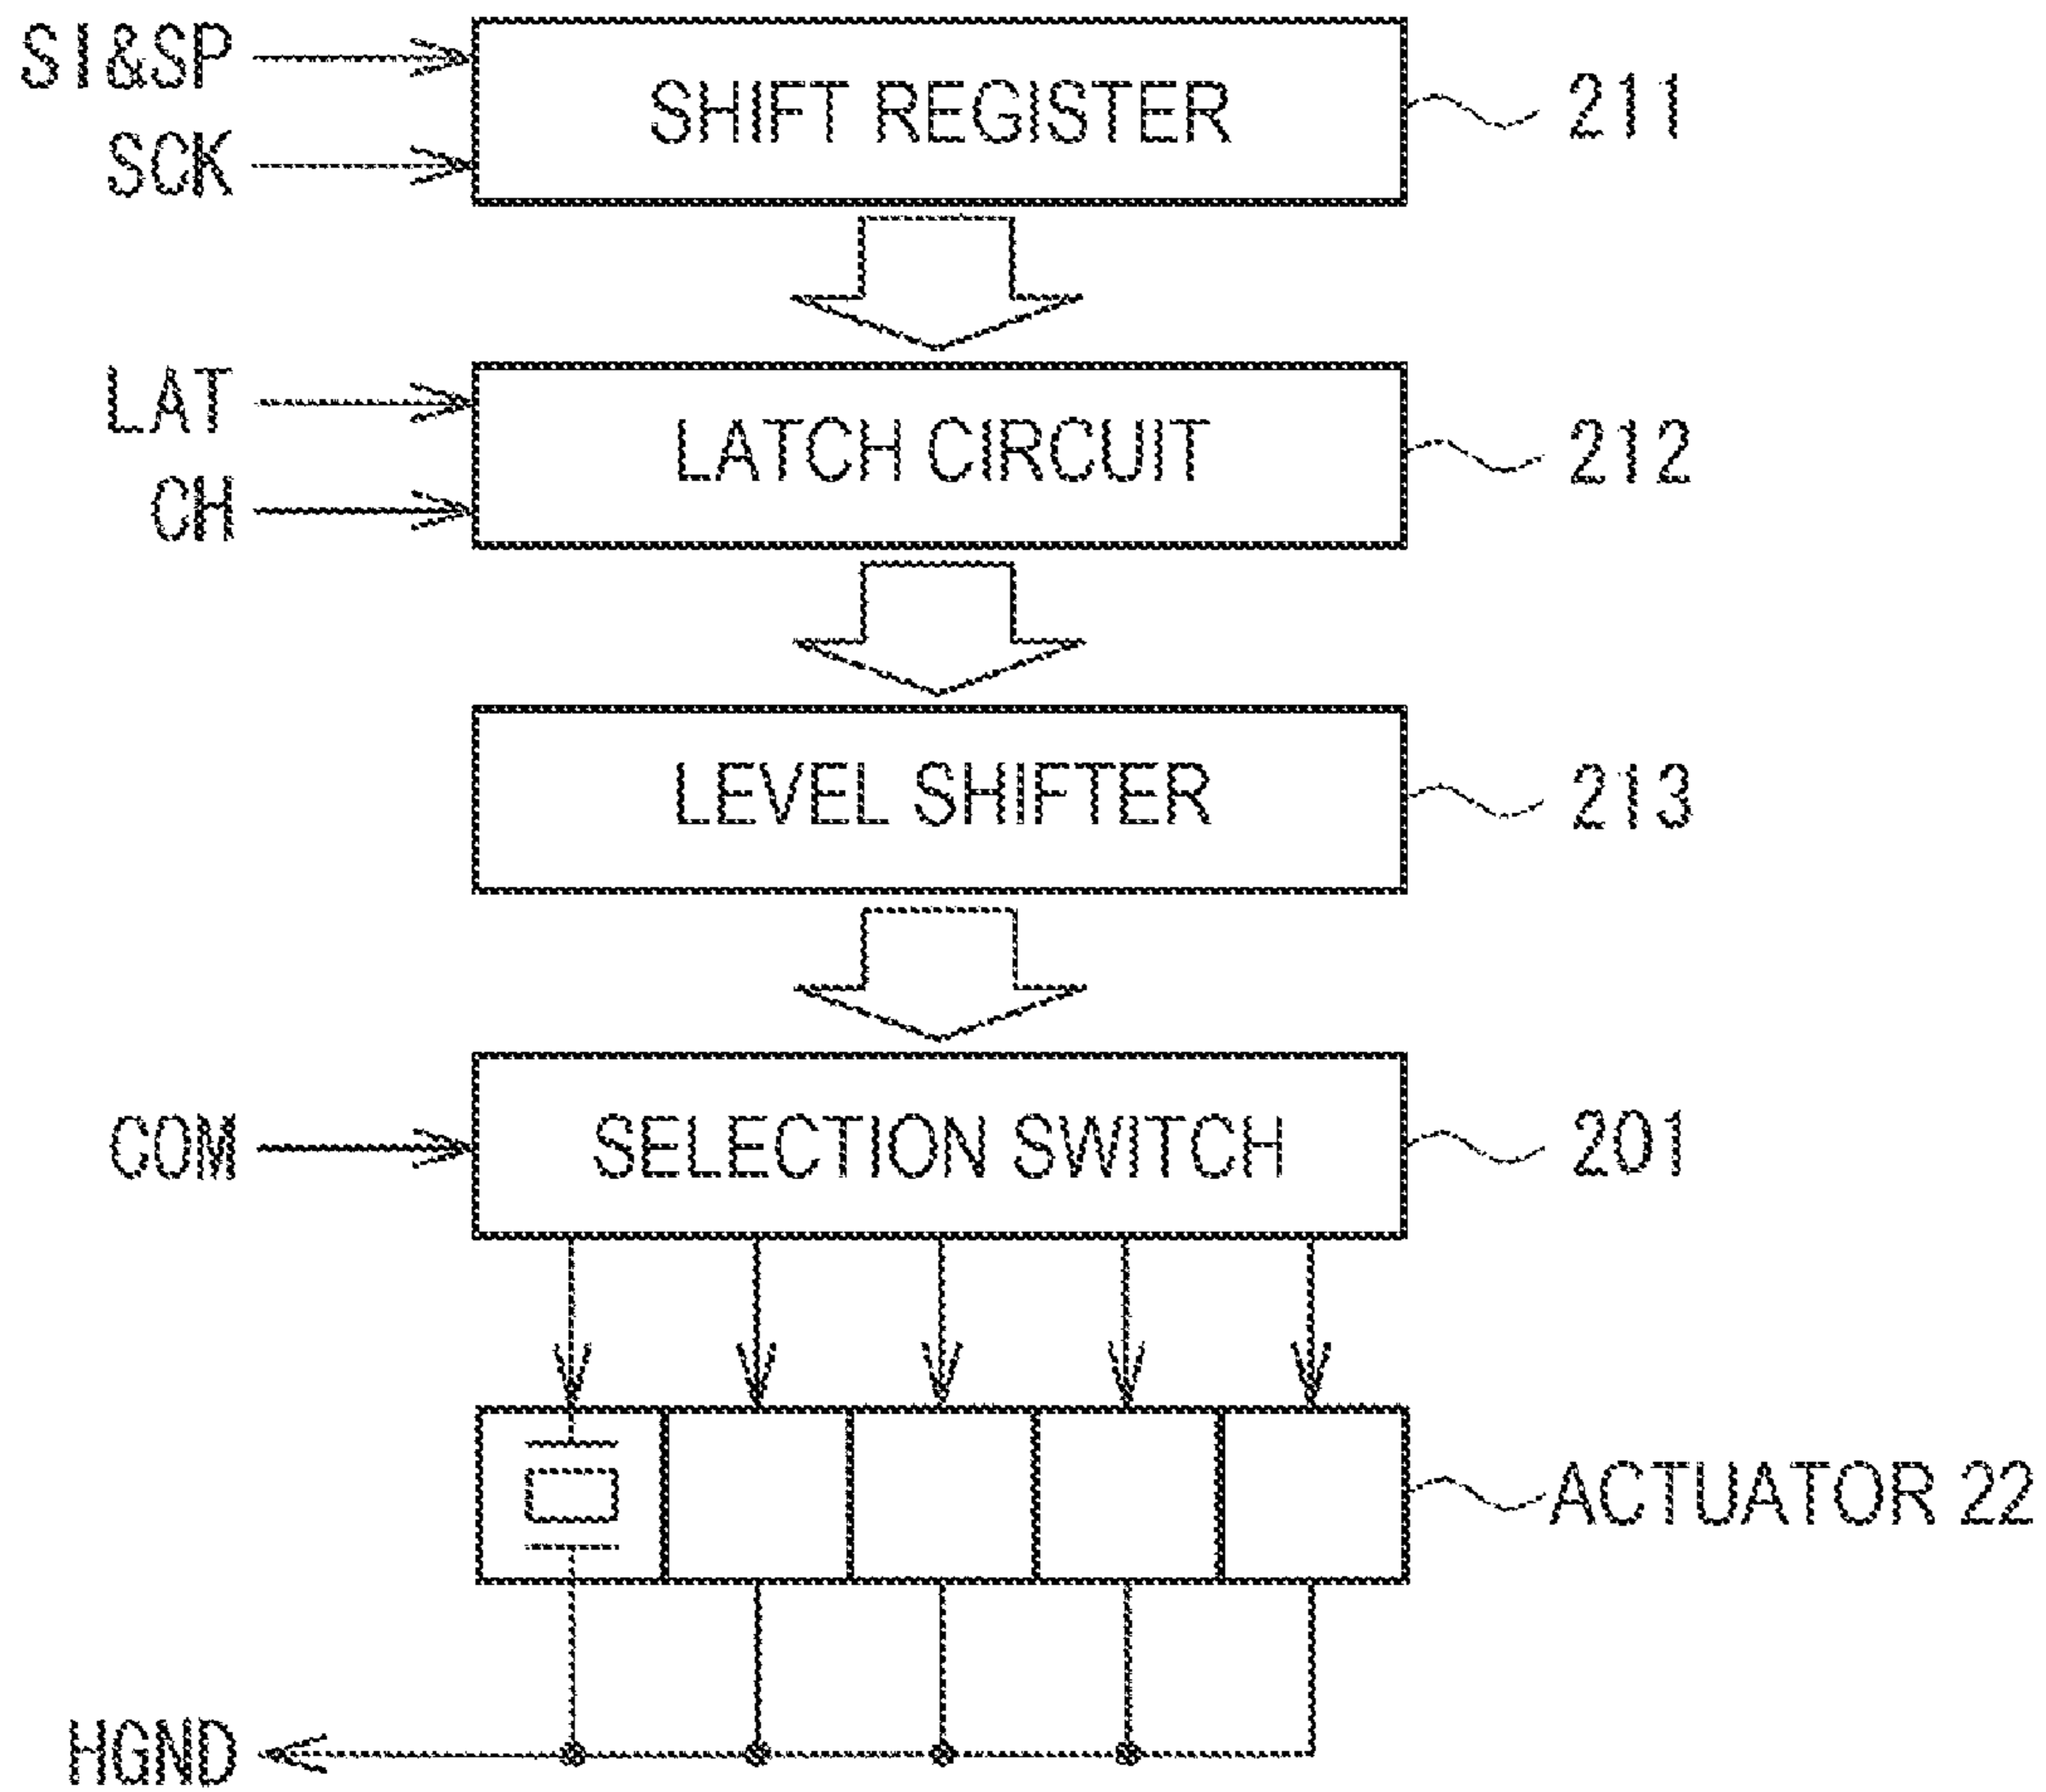 SI&SP
SCK
SHIFT REGISTER
211
LAT
CH
LATCH CIRCUIT
212
LEVEL SHIFTER
213
COM
SELECTION SWITCH
201
ACTUATOR 22
HGND